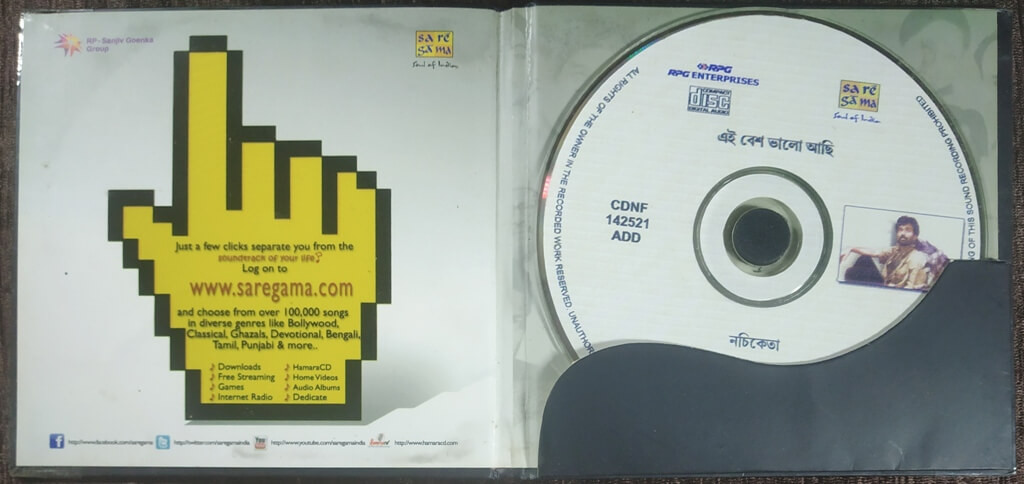 RP-Sanjiv Goenka
Group
sa re
ga ma
Soul of India
Just a few clicks separate you from the
soundtrack of your life
Log on to
www.saregama.com
and choose from over 100,000 songs
in diverse genres like Bollywood,
Classical, Ghazals, Devotional, Bengali,
Tamil, Punjabi & more..
Downloads
Free Streaming
Games
Internet Radio
HamaraCD
Home Videos
Audio Albums
Dedicate
http://www.facebook.com/saregama
http://twitter.com/saregamaindia
You
http://www.youtube.com/saregamaindia
http://www.hamaracd.com
RPG
RPG ENTERPRISES
COMPACT
disc
DIGITAL AUDIO
sa re
ga ma
Soul of India
এই বেশ ভালো আছি
CDNF
142521
ADD
নচিকেতা
ALL RIGHTS OF THE OWNER IN THE RECORDED WORK RESERVED. UNAUTHOR
NG OF THIS SOUND RECORDING PROHIBITED